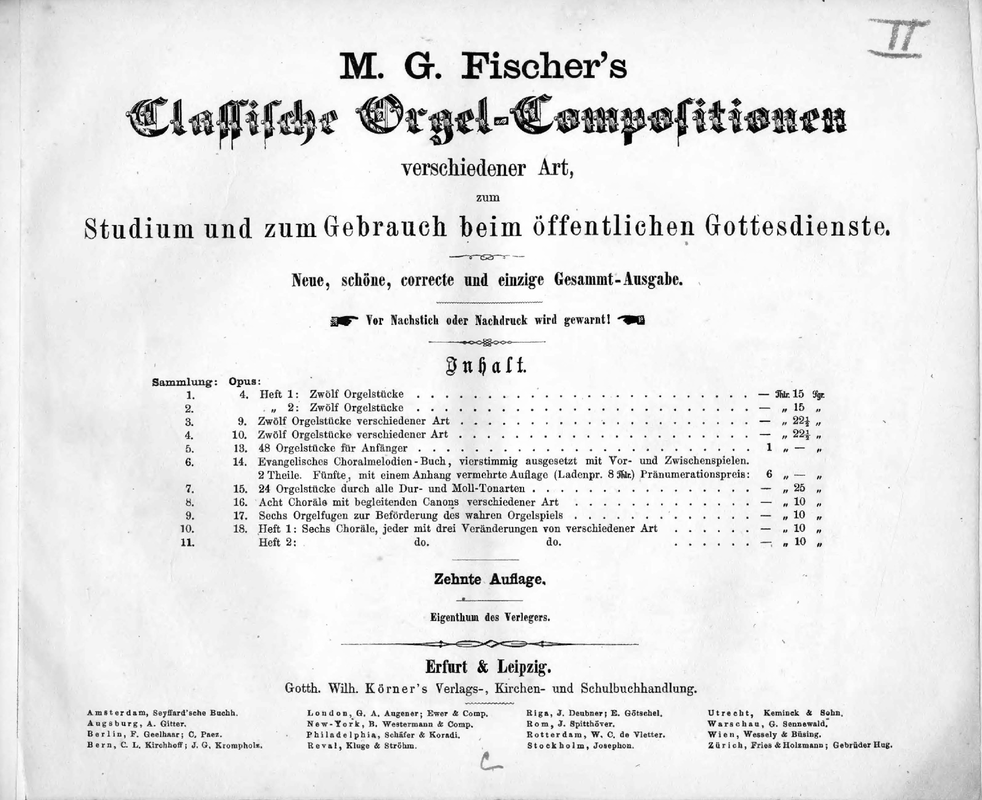 II
M. G. Fischer's
Classische Orgel-Compositionen
verschiedener Art,
zum
Studium und zum Gebrauch beim öffentlichen Gottesdienste.
Neue, schöne, correcte und einzige Gesammt-Ausgabe.
Vor Nachstich oder Nachdruck wird gewarnt!
Inhalt.
Sammlung: Opus:
1. 4. Heft 1: Zwölf Orgelstücke . . . . . . . . . . . . . . . . . . . . . . . . — Thlr. 15 Sgr.
2. „ 2: Zwölf Orgelstücke . . . . . . . . . . . . . . . . . . . . . . . . — „ 15 „
3. 9. Zwölf Orgelstücke verschiedener Art . . . . . . . . . . . . . . . . . . . . — „ 22½ „
4. 10. Zwölf Orgelstücke verschiedener Art . . . . . . . . . . . . . . . . . . . . — „ 22½ „
5. 13. 48 Orgelstücke für Anfänger . . . . . . . . . . . . . . . . . . . . . . . 1 „ — „
6. 14. Evangelisches Choralmelodien-Buch, vierstimmig ausgesetzt mit Vor- und Zwischenspielen.
2 Theile. Fünfte, mit einem Anhang vermehrte Auflage (Ladenpr. 8 Thlr.) Pränumerationspreis: 6 „ — „
7. 15. 24 Orgelstücke durch alle Dur- und Moll-Tonarten . . . . . . . . . . . . . . . — „ 25 „
8. 16. Acht Choräle mit begleitenden Canons verschiedener Art . . . . . . . . . . . . — „ 10 „
9. 17. Sechs Orgelfugen zur Beförderung des wahren Orgelspiels . . . . . . . . . . . . — „ 10 „
10. 18. Heft 1: Sechs Choräle, jeder mit drei Veränderungen von verschiedener Art . . . . . . — „ 10 „
11. Heft 2: do. do. . . . . . . — „ 10 „
Zehnte Auflage.
Eigenthum des Verlegers.
Erfurt & Leipzig.
Gotth. Wilh. Körner's Verlags-, Kirchen- und Schulbuchhandlung.
Amsterdam, Seyffard'sche Buchh.
Augsburg, A. Gitter.
Berlin, F. Geelhaar; C. Paez.
Bern, C. L. Kirchhoff; J. G. Krompholz.
London, G. A. Augener; Ewer & Comp.
New-York, B. Westermann & Comp.
Philadelphia, Schäfer & Koradi.
Reval, Kluge & Ströhm.
Riga, J. Deubner; E. Götschel.
Rom, J. Spitthöver.
Rotterdam, W. C. de Vletter.
Stockholm, Josephon.
Utrecht, Kemink & Sohn.
Warschau, G. Sennewald.
Wien, Wessely & Büsing.
Zürich, Fries & Holzmann; Gebrüder Hug.
C